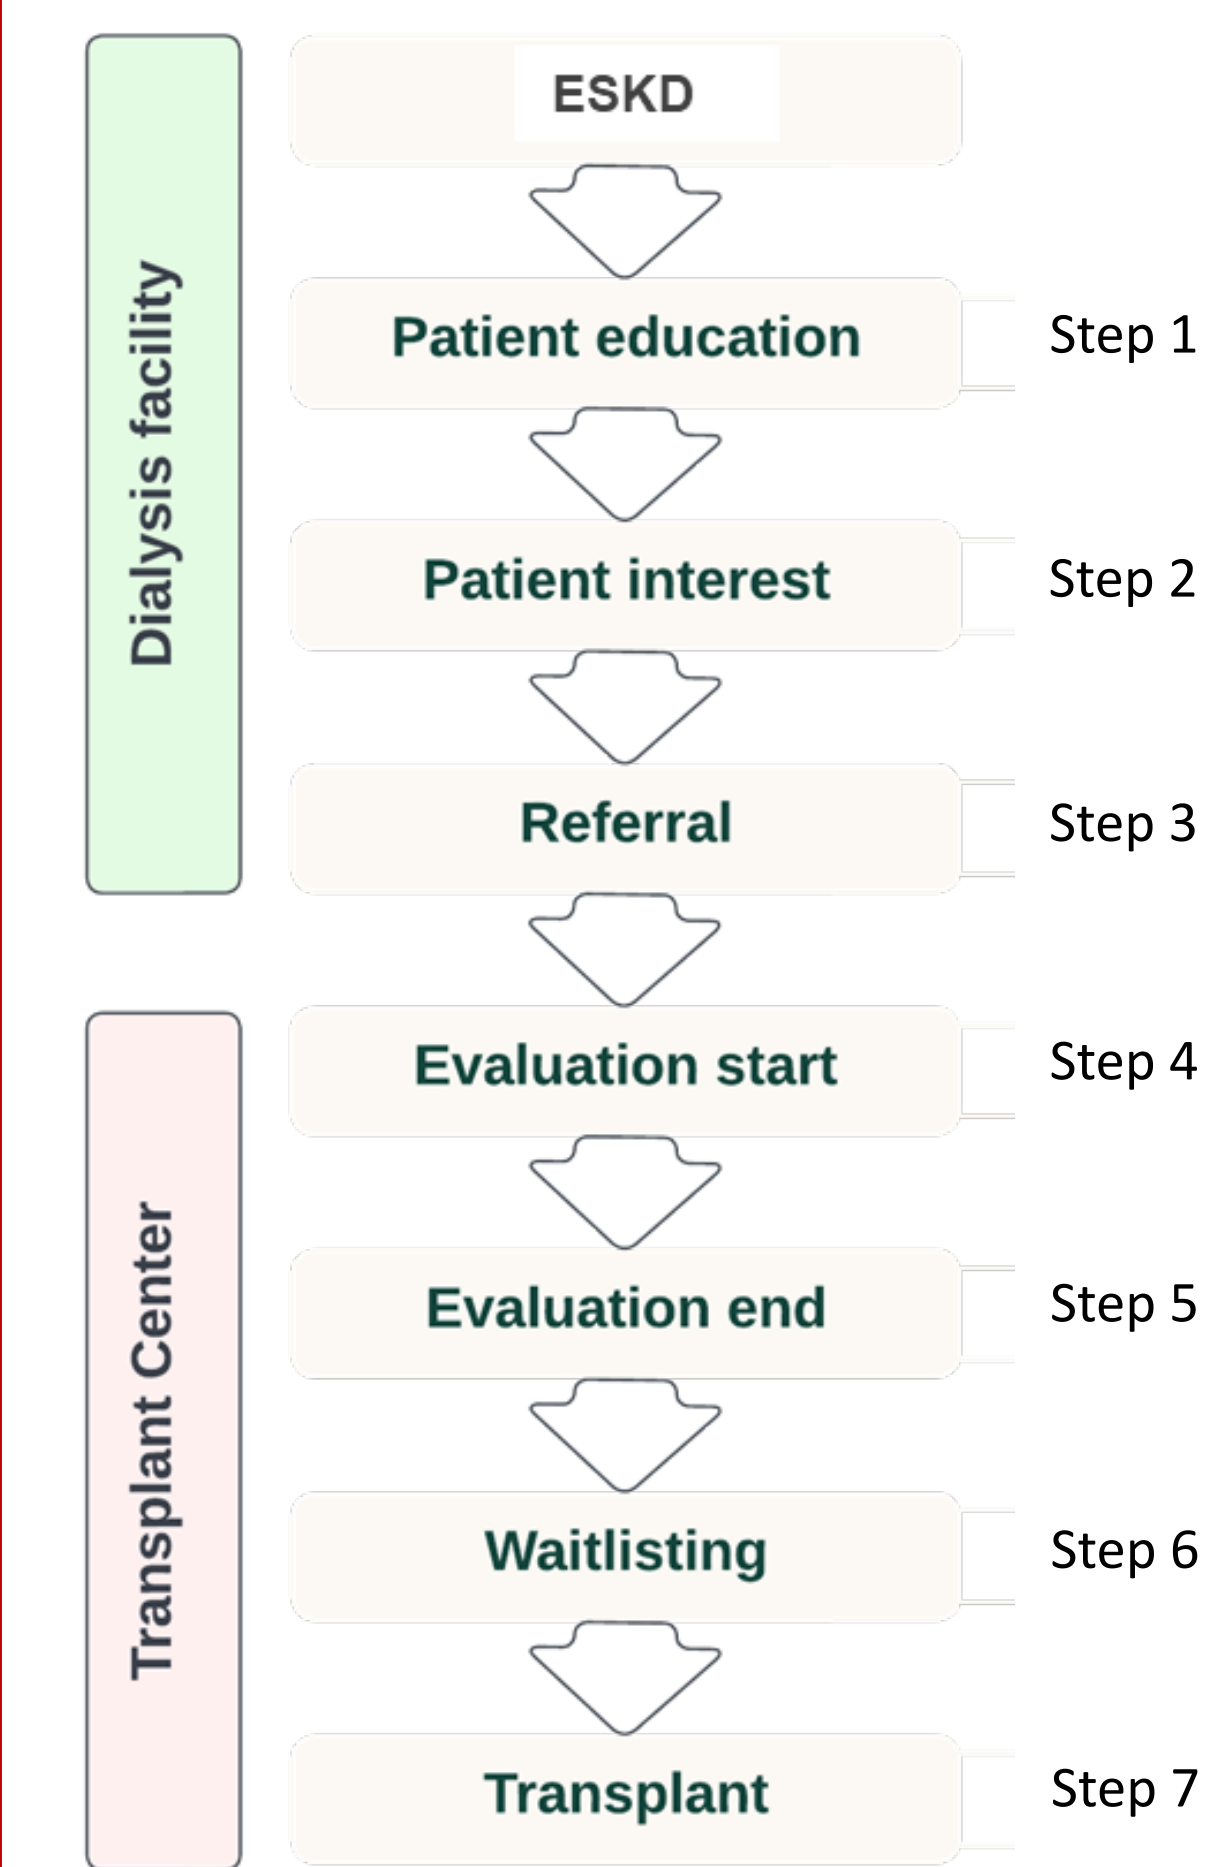 Dialysis facility
ESKD
Patient education
Step 1
Patient interest
Step 2
Referral
Step 3
Transplant Center
Evaluation start
Step 4
Evaluation end
Step 5
Waitlisting
Step 6
Transplant
Step 7